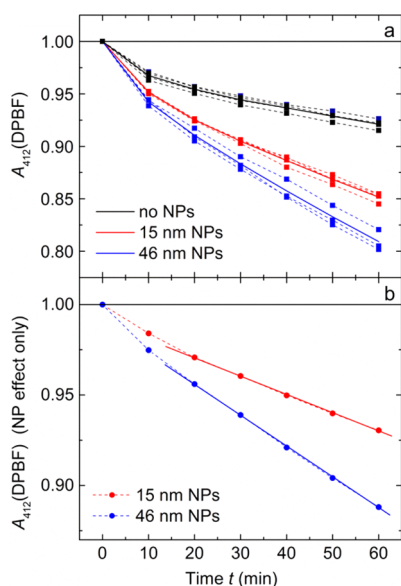 a
1.00
0.95
0.90
0.85
0.80
A412(DPBF)
no NPs
15 nm NPs
46 nm NPs
b
1.00
0.95
0.90
A412(DPBF) (NP effect only)
15 nm NPs
46 nm NPs
0 10 20 30 40 50 60
Time t (min)